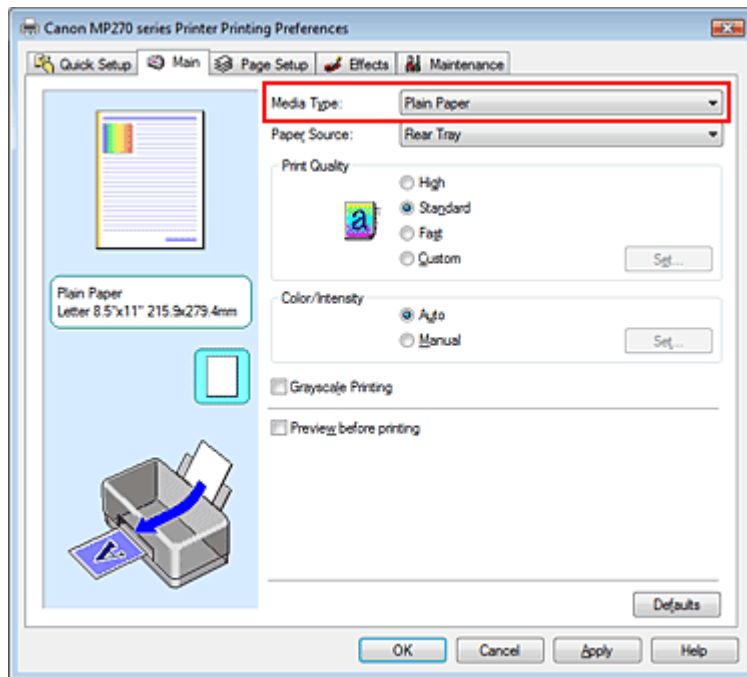 Canon MP270 series Printer Printing Preferences
Quick Setup Main Page Setup Effects Maintenance
Media Type: Plain Paper
Paper Source: Rear Tray
Print Quality
High
Standard
Fast
Custom Set...
Plain Paper
Letter 8.5"x11" 215.9x279.4mm
Color/Intensity
Auto
Manual Set...
Grayscale Printing
Preview before printing
Defaults
OK Cancel Apply Help